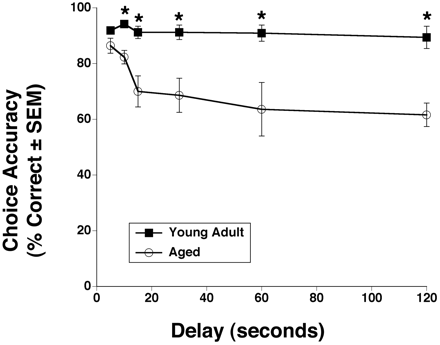 100
80
60
40
20
0
Choice Accuracy
(% Correct ± SEM)
* * * * * *
Young Adult
Aged
0 20 40 60 80 100 120
Delay (seconds)